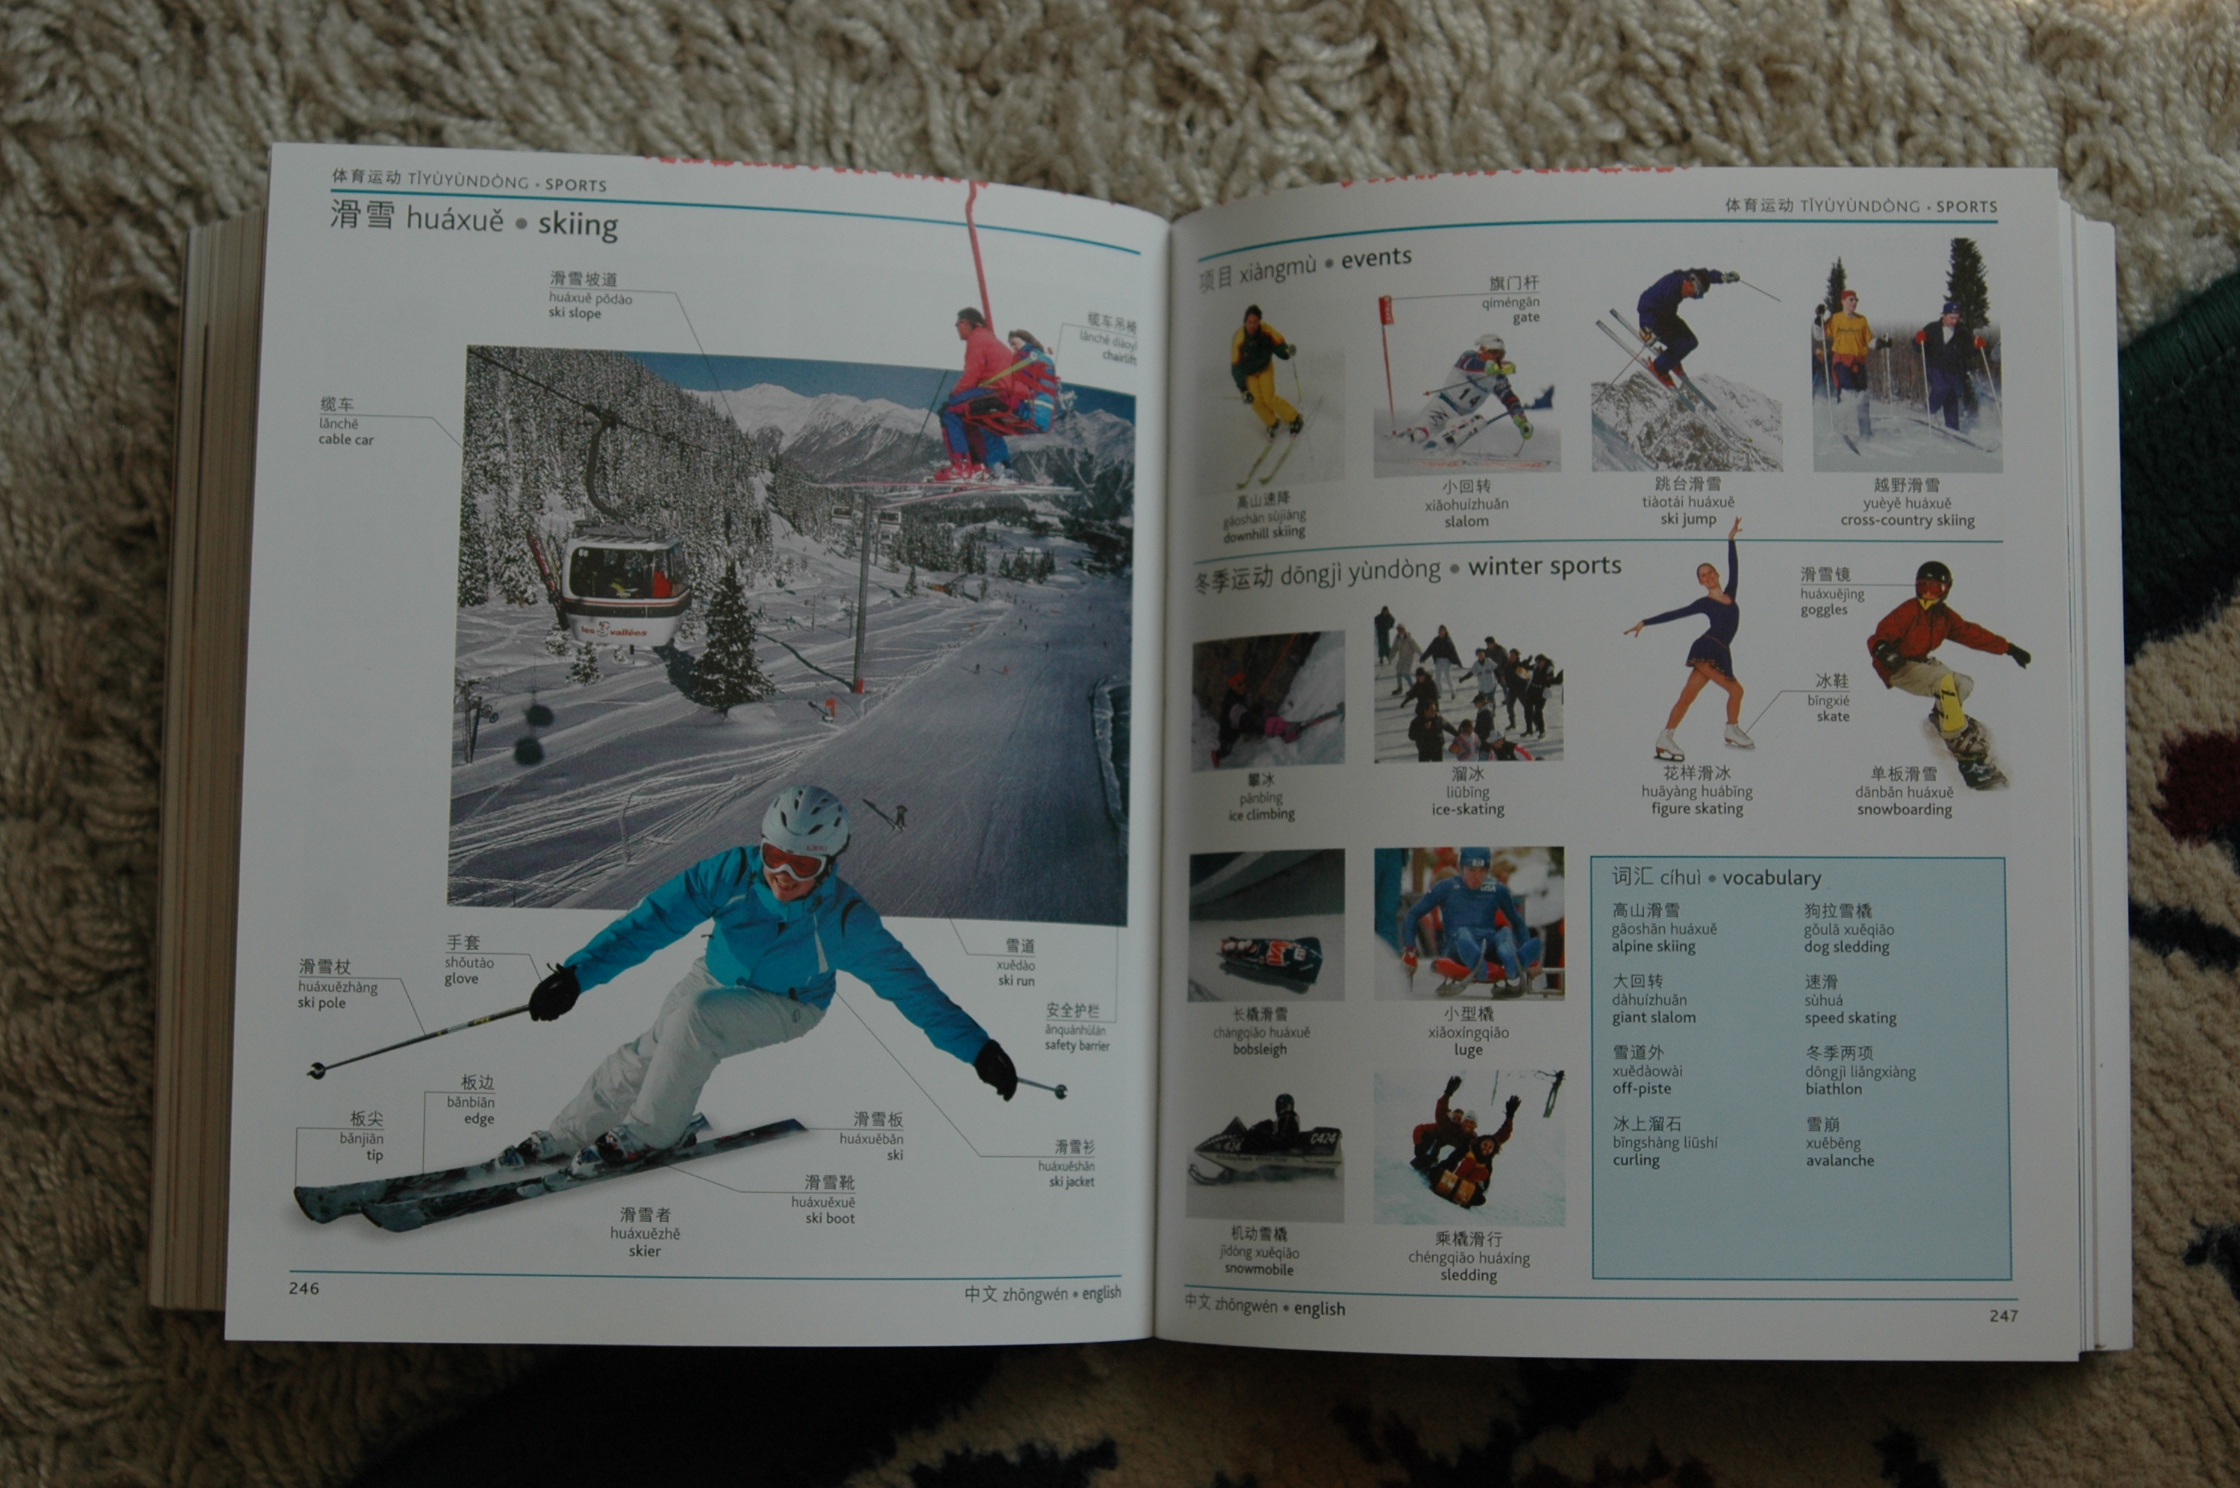 体育运动 TǏYÙYÙNDÒNG • SPORTS
滑雪 huáxuě • skiing
滑雪坡道
huáxuě pōdào
ski slope
缆车吊椅
lǎnchē diàoyǐ
chairlift
缆车
lǎnchē
cable car
les 3 vallées
雪道
xuědào
ski run
安全护栏
ānquánhùlán
safety barrier
手套
shǒutào
glove
滑雪杖
huáxuězhàng
ski pole
滑雪衫
huáxuěshān
ski jacket
板边
bǎnbiān
edge
板尖
bǎnjiān
tip
滑雪板
huáxuěbǎn
ski
滑雪靴
huáxuěxuē
ski boot
滑雪者
huáxuězhě
skier
246
中文 zhōngwén • english
体育运动 TǏYÙYÙNDÒNG • SPORTS
项目 xiàngmù • events
高山速降
gāoshān sùjiàng
downhill skiing
旗门杆
qíméngān
gate
14
小回转
xiǎohuízhuǎn
slalom
跳台滑雪
tiàotái huáxuě
ski jump
越野滑雪
yuèyě huáxuě
cross-country skiing
冬季运动 dōngjì yùndòng • winter sports
攀冰
pānbīng
ice climbing
溜冰
liūbīng
ice-skating
花样滑冰
huāyàng huábīng
figure skating
冰鞋
bīngxié
skate
滑雪镜
huáxuějìng
goggles
单板滑雪
dānbǎn huáxuě
snowboarding
长橇滑雪
chángqiāo huáxuě
bobsleigh
小型橇
xiǎoxíngqiāo
luge
机动雪橇
jīdòng xuěqiāo
snowmobile
乘橇滑行
chéngqiāo huáxíng
sledding
词汇 cíhuì • vocabulary
高山滑雪
gāoshān huáxuě
alpine skiing
大回转
dàhuízhuǎn
giant slalom
雪道外
xuědàowài
off-piste
冰上溜石
bīngshàng liūshí
curling
狗拉雪橇
gǒulā xuěqiāo
dog sledding
速滑
sùhuá
speed skating
冬季两项
dōngjì liǎngxiàng
biathlon
雪崩
xuěbēng
avalanche
中文 zhōngwén • english
247